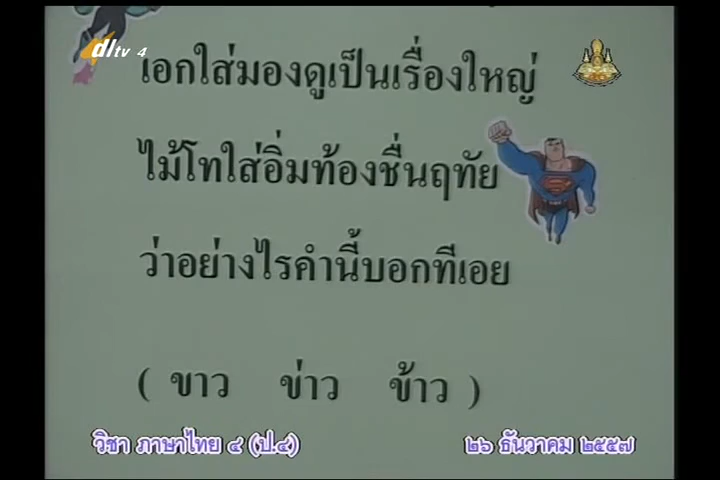 dltv 4
เอกใส่มองดูเป็นเรื่องใหญ่
ไม้โทใส่อิ่มท้องชื่นฤทัย
ว่าอย่างไรคำนี้บอกทีเอย
( ขาว ข่าว ข้าว )
วิชา ภาษาไทย ๔ (ป.๔)
๒๖ ธันวาคม ๒๕๕๗